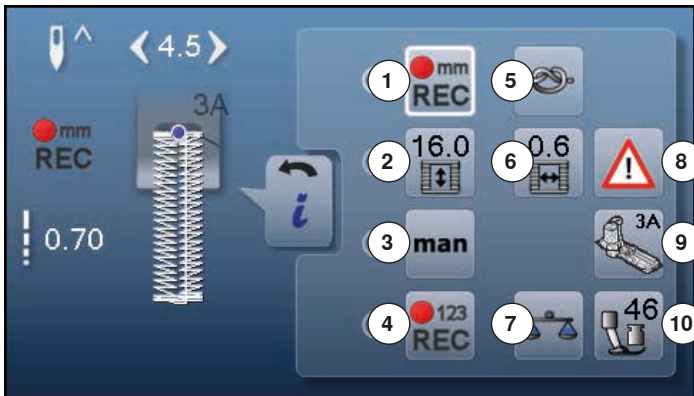 ^ < 4.5 >
3A
mm
REC
0.70
i
1 mm REC
5
2 16.0
6 0.6
8 !
3 man
9 3A
4 123 REC
7
10 46